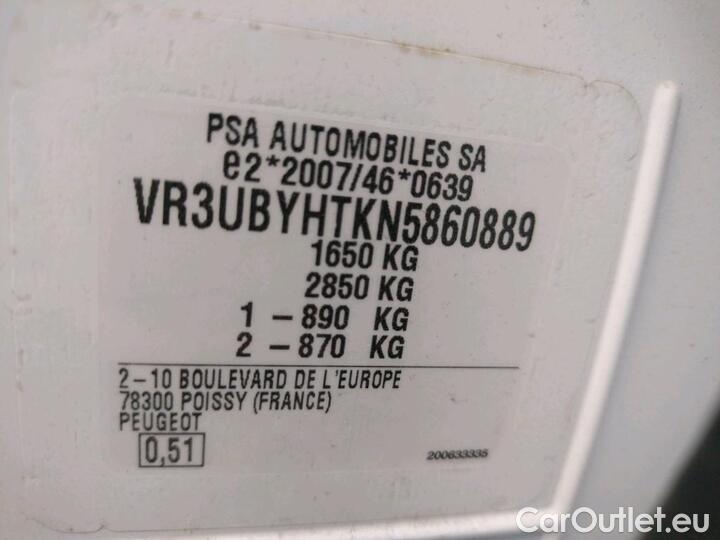 PSA AUTOMOBILES SA
e2*2007/46*0639
VR3UBYHTKN5860889
1650 KG
2850 KG
1 – 890 KG
2 – 870 KG
2–10 BOULEVARD DE L'EUROPE
78300 POISSY (FRANCE)
PEUGEOT
0,51
200633335
CarOutlet.eu